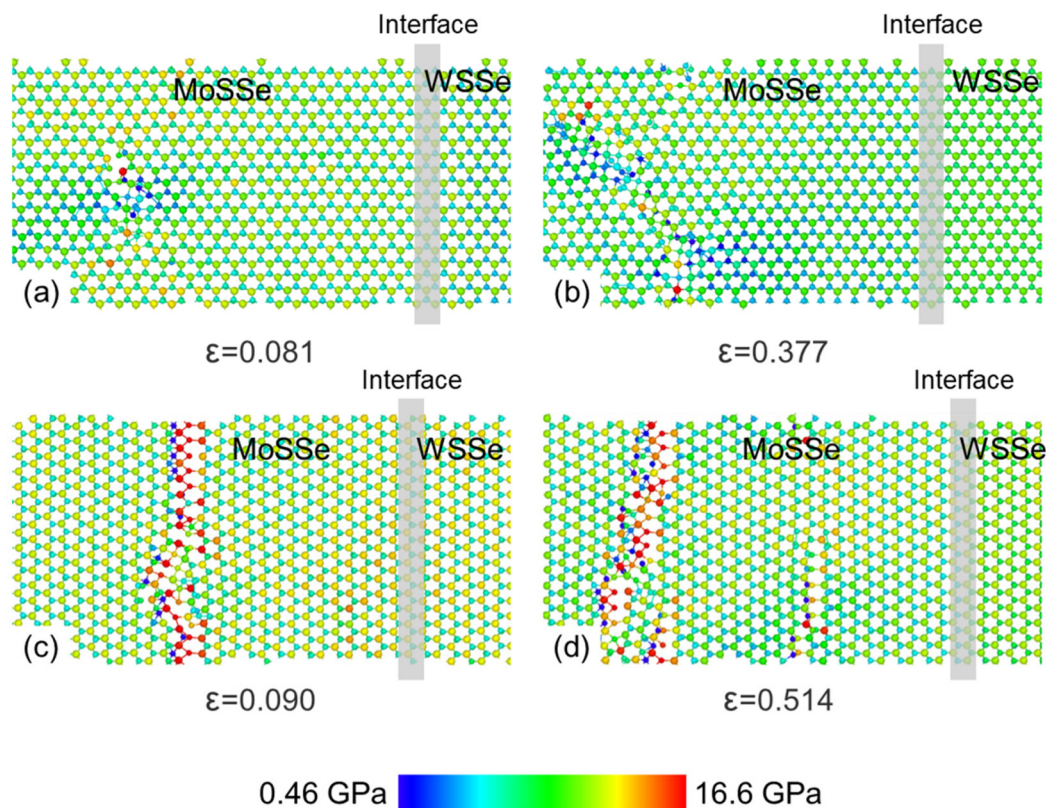 Interface
Interface
MoSSe
WSSe
MoSSe
WSSe
(a)
(b)
ε=0.081
ε=0.377
Interface
Interface
MoSSe
WSSe
MoSSe
WSSe
(c)
(d)
ε=0.090
ε=0.514
0.46 GPa
16.6 GPa